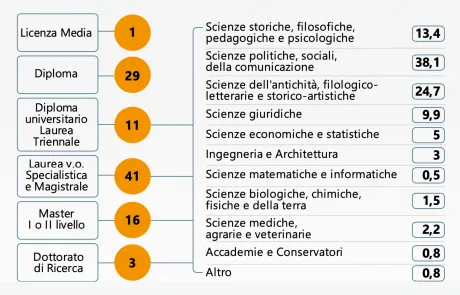 Licenza Media
1
Diploma
29
Diploma
universitario
Laurea
Triennale
11
Laurea v.o.
Specialistica
e Magistrale
41
Master
I o II livello
16
Dottorato
di Ricerca
3
Scienze storiche, filosofiche,
pedagogiche e psicologiche
13,4
Scienze politiche, sociali,
della comunicazione
38,1
Scienze dell'antichità, filologico-
letterarie e storico-artistiche
24,7
Scienze giuridiche
9,9
Scienze economiche e statistiche
5
Ingegneria e Architettura
3
Scienze matematiche e informatiche
0,5
Scienze biologiche, chimiche,
fisiche e della terra
1,5
Scienze mediche,
agrarie e veterinarie
2,2
Accademie e Conservatori
0,8
Altro
0,8